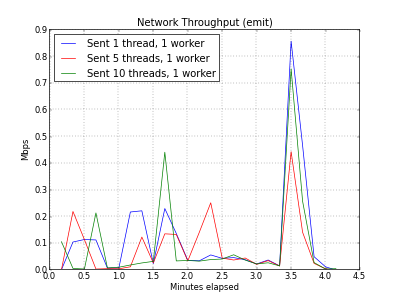 Network Throughput (emit)
0.9
0.8
0.7
0.6
0.5
0.4
0.3
0.2
0.1
0.0
Mbps
Sent 1 thread, 1 worker
Sent 5 threads, 1 worker
Sent 10 threads, 1 worker
0.0 0.5 1.0 1.5 2.0 2.5 3.0 3.5 4.0 4.5
Minutes elapsed